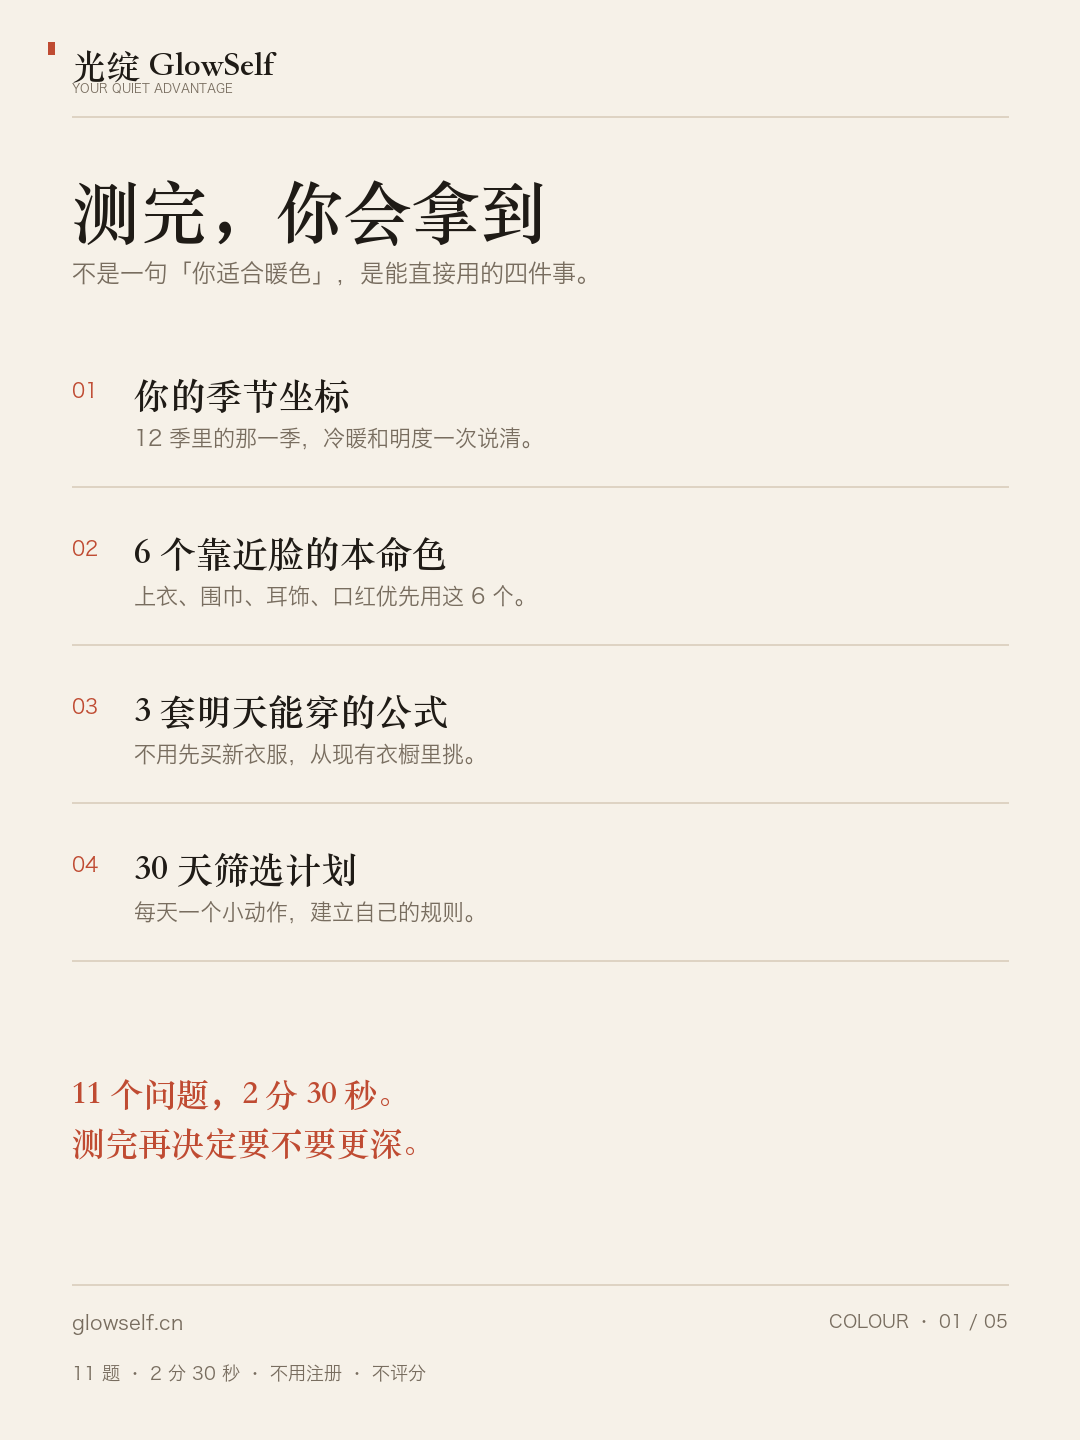 光绽 GlowSelf
YOUR QUIET ADVANTAGE
测完，你会拿到
不是一句「你适合暖色」，是能直接用的四件事。
01 你的季节坐标
12 季里的那一季，冷暖和明度一次说清。
02 6 个靠近脸的本命色
上衣、围巾、耳饰、口红优先用这 6 个。
03 3 套明天能穿的公式
不用先买新衣服，从现有衣橱里挑。
04 30 天筛选计划
每天一个小动作，建立自己的规则。
11 个问题，2 分 30 秒。
测完再决定要不要更深。
glowself.cn
COLOUR · 01 / 05
11 题 · 2 分 30 秒 · 不用注册 · 不评分